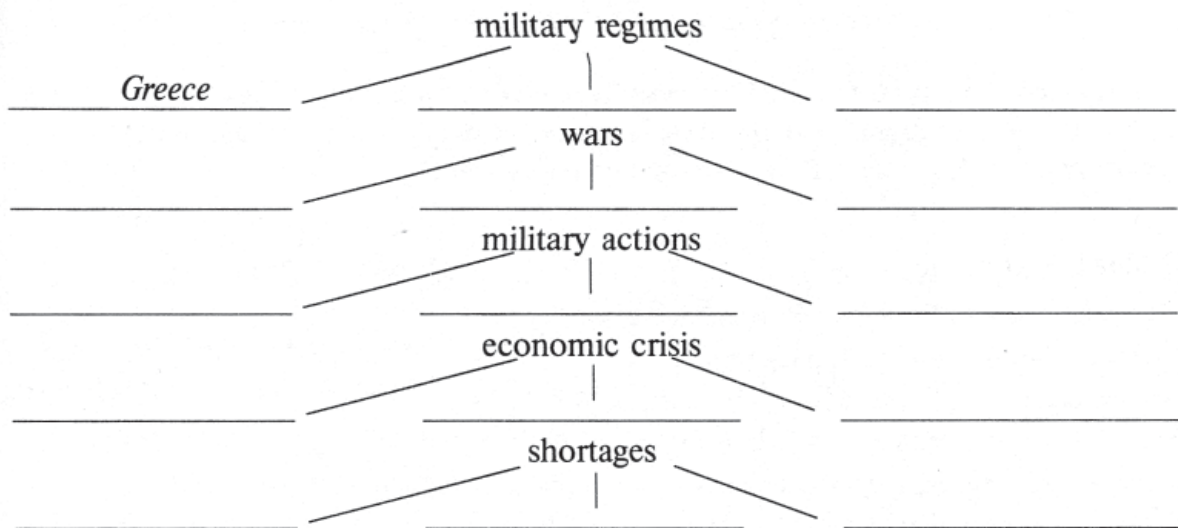 military regimes
Greece
wars
military actions
economic crisis
shortages